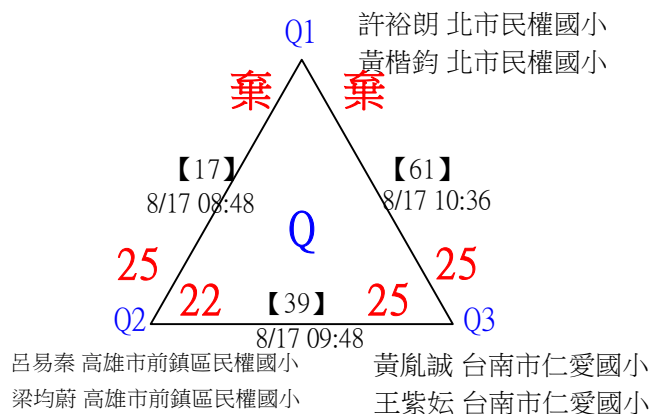 Q1
許裕朗 北市民權國小
黃楷鈞 北市民權國小
棄 棄
【17】 【61】
8/17 08:48 8/17 10:36
Q
25 25
22 【39】 25
Q2 Q3
8/17 09:48
呂易秦 高雄市前鎮區民權國小
梁均蔚 高雄市前鎮區民權國小
黃胤誠 台南市仁愛國小
王紫妘 台南市仁愛國小